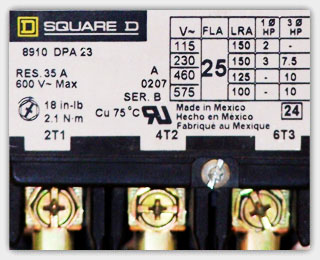 D SQUARE D
8910 DPA 23
V~ FLA LRA 1Ø HP 3Ø HP
115 25 150 2 -
230 150 3 7.5
460 125 - 10
575 100 - 10
RES. 35 A
600 V~ Max
A
0207
SER. B
18 in-lb
2.1 N·m
Cu 75°C
Made in México
Hecho en México
Fabriqué au Mexique
24
2T1 4T2 6T3